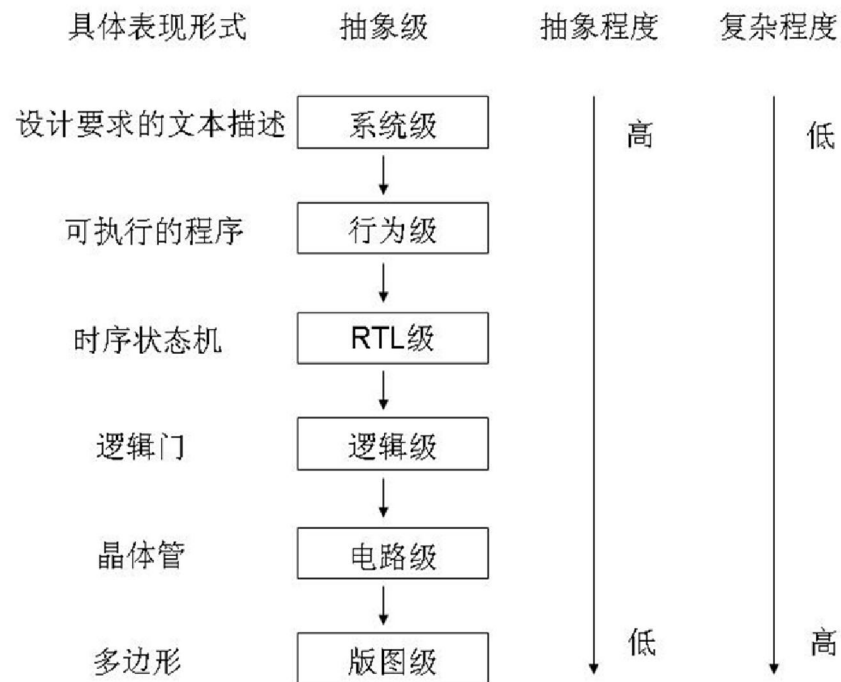 具体表现形式 抽象级 抽象程度 复杂程度
设计要求的文本描述 系统级 高 低
可执行的程序 行为级
时序状态机 RTL级
逻辑门 逻辑级
晶体管 电路级
低 高
多边形 版图级